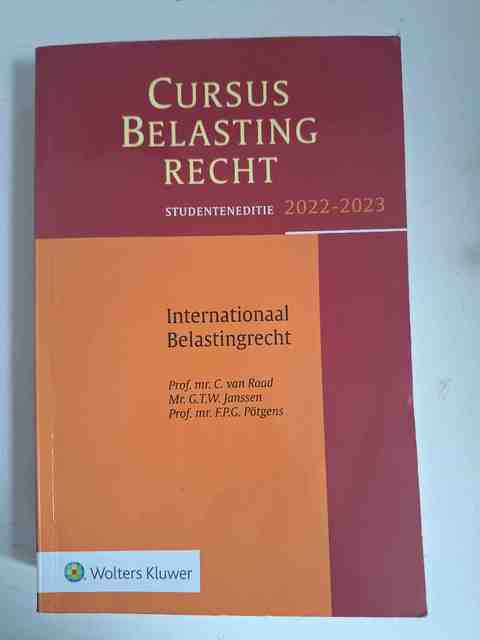 CURSUS
BELASTING
RECHT
STUDENTENEDITIE 2022-2023
Internationaal
Belastingrecht
Prof. mr. C. van Raad
Mr. G.T.W. Janssen
Prof. mr. F.P.G. Pötgens
Wolters Kluwer